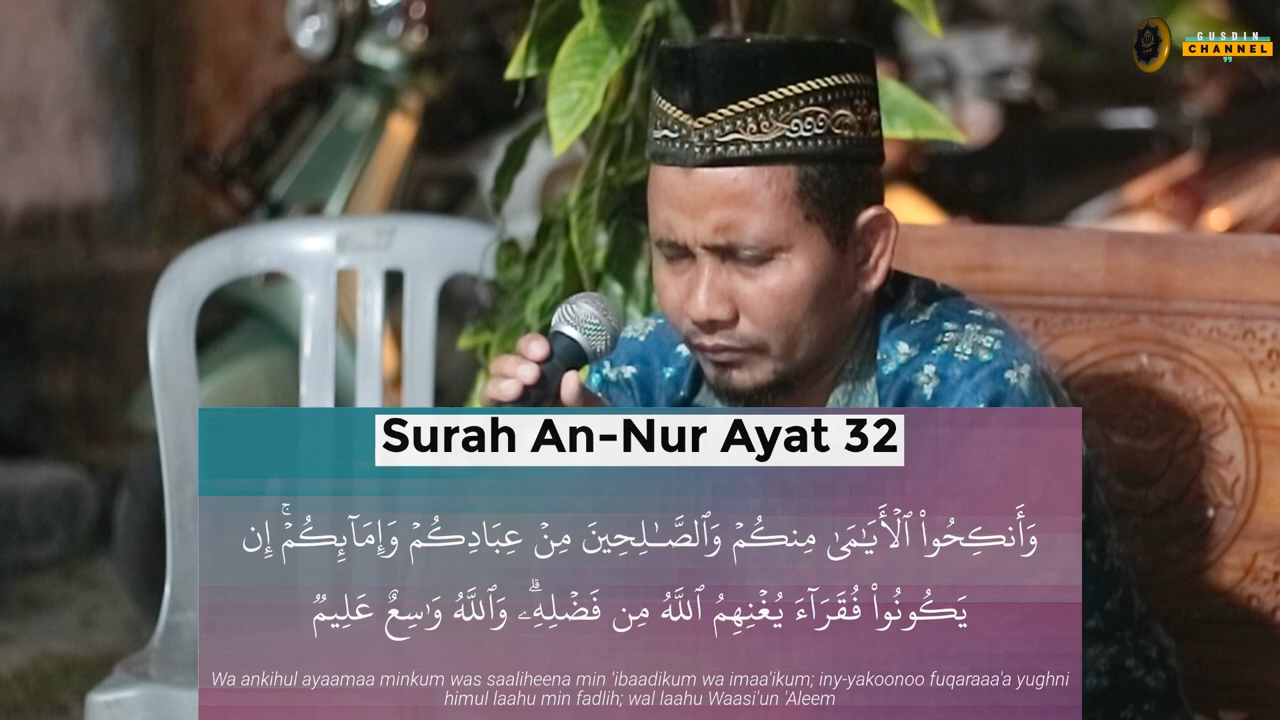 GUSDIN
CHANNEL
Surah An-Nur Ayat 32
وَأَنكِحُوا۟ ٱلْأَيَـٰمَىٰ مِنكُمْ وَٱلصَّـٰلِحِينَ مِنْ عِبَادِكُمْ وَإِمَآئِكُمْ ۚ إِن
يَكُونُوا۟ فُقَرَآءَ يُغْنِهِمُ ٱللَّهُ مِن فَضْلِهِۦ ۗ وَٱللَّهُ وَٰسِعٌ عَلِيمٌ
Wa ankihul ayaamaa minkum was saaliheena min 'ibaadikum wa imaa'ikum; iny-yakoonoo fuqaraaa'a yughni
himul laahu min fadlih; wal laahu Waasi'un 'Aleem